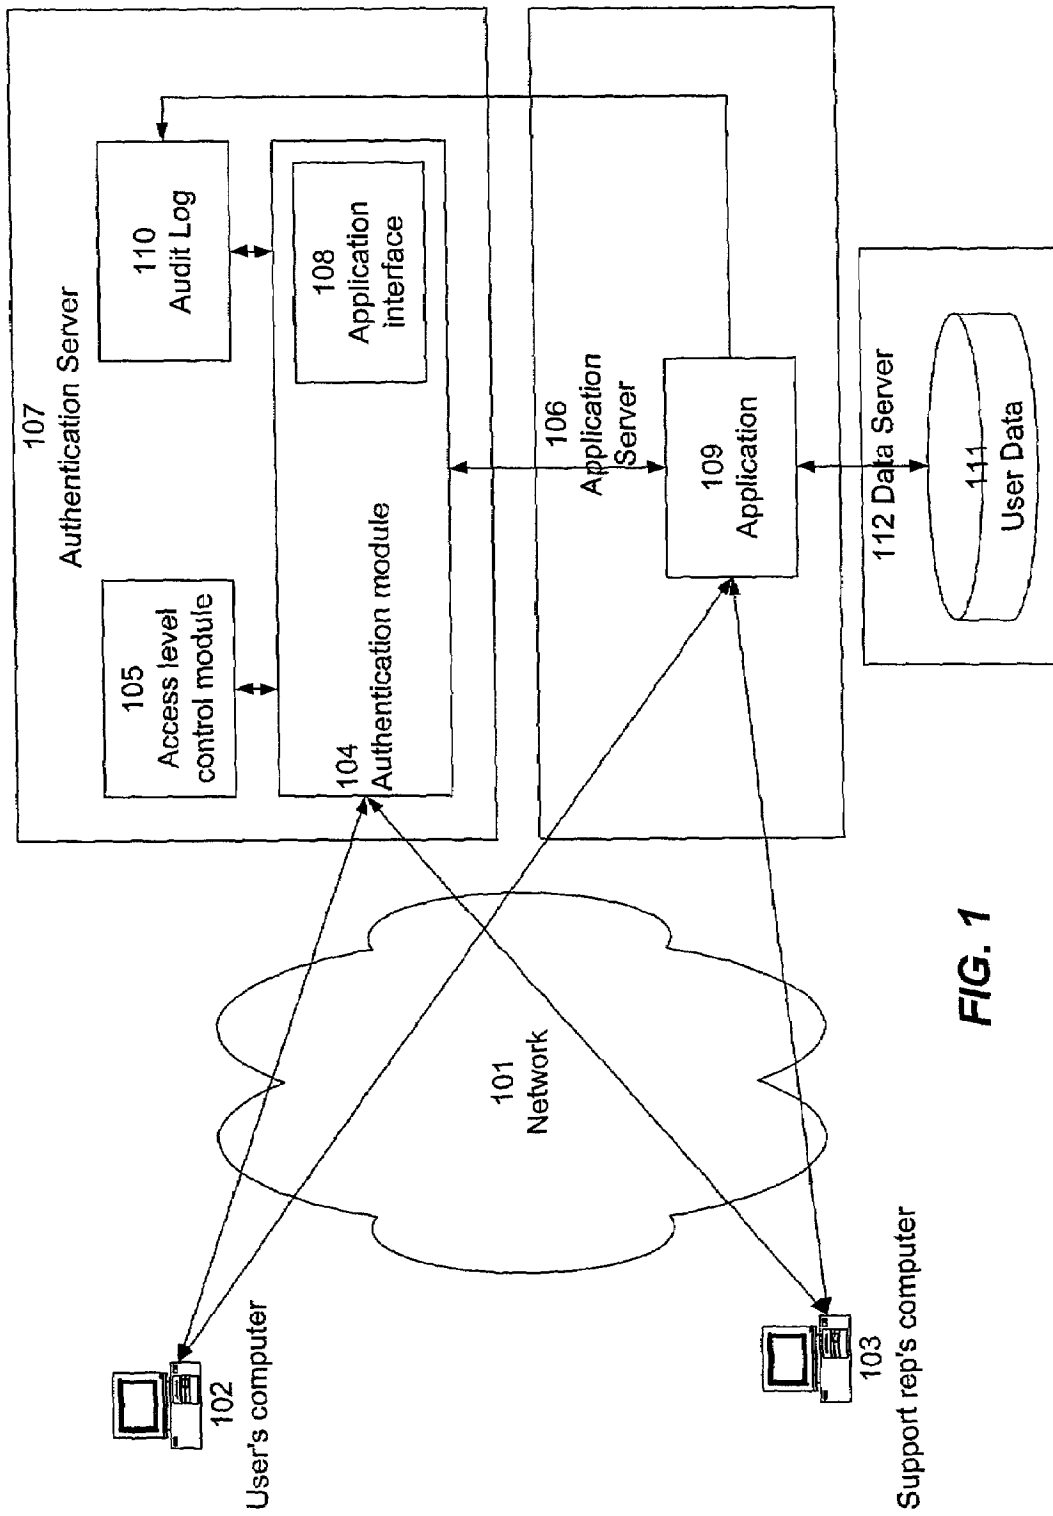 107
Authentication Server
105
Access level
control module
110
Audit Log
104
Authentication module
108
Application
interface
106
Application
Server
109
Application
112 Data Server
111
User Data
101
Network
102
User's computer
103
Support rep's computer
FIG. 1